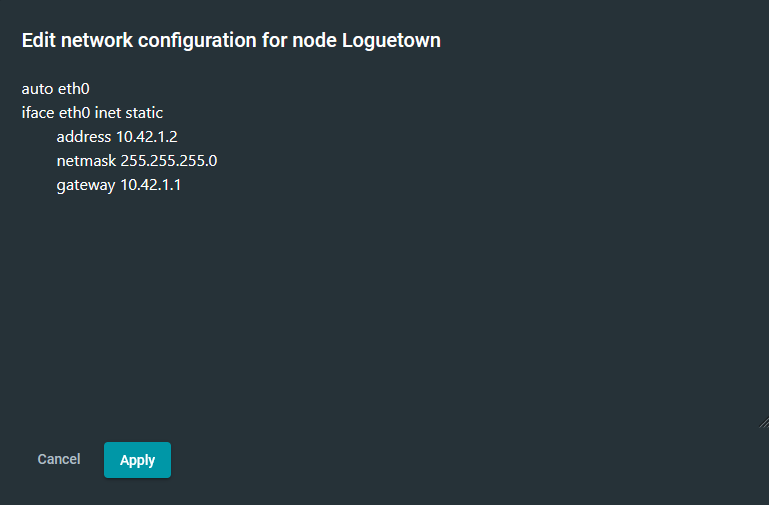 Edit network configuration for node Loguetown
auto eth0
iface eth0 inet static
address 10.42.1.2
netmask 255.255.255.0
gateway 10.42.1.1
Cancel
Apply